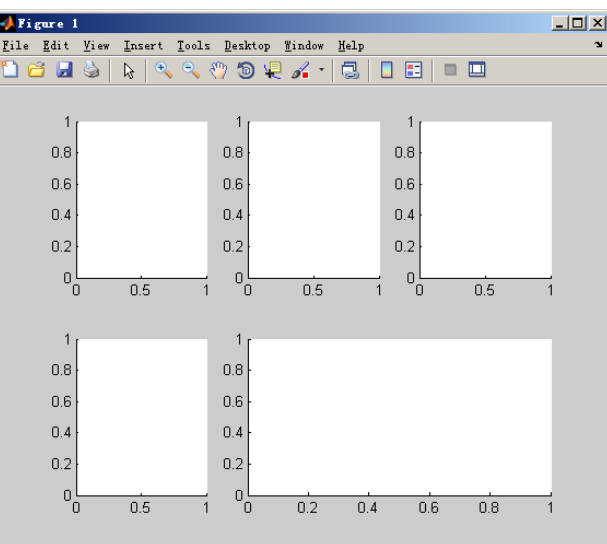 Figure 1
File Edit View Insert Tools Desktop Window Help
1 1 1
0.8 0.8 0.8
0.6 0.6 0.6
0.4 0.4 0.4
0.2 0.2 0.2
0 0 0
0 0.5 1 0 0.5 1 0 0.5 1
1 1
0.8 0.8
0.6 0.6
0.4 0.4
0.2 0.2
0 0
0 0.5 1 0 0.2 0.4 0.6 0.8 1